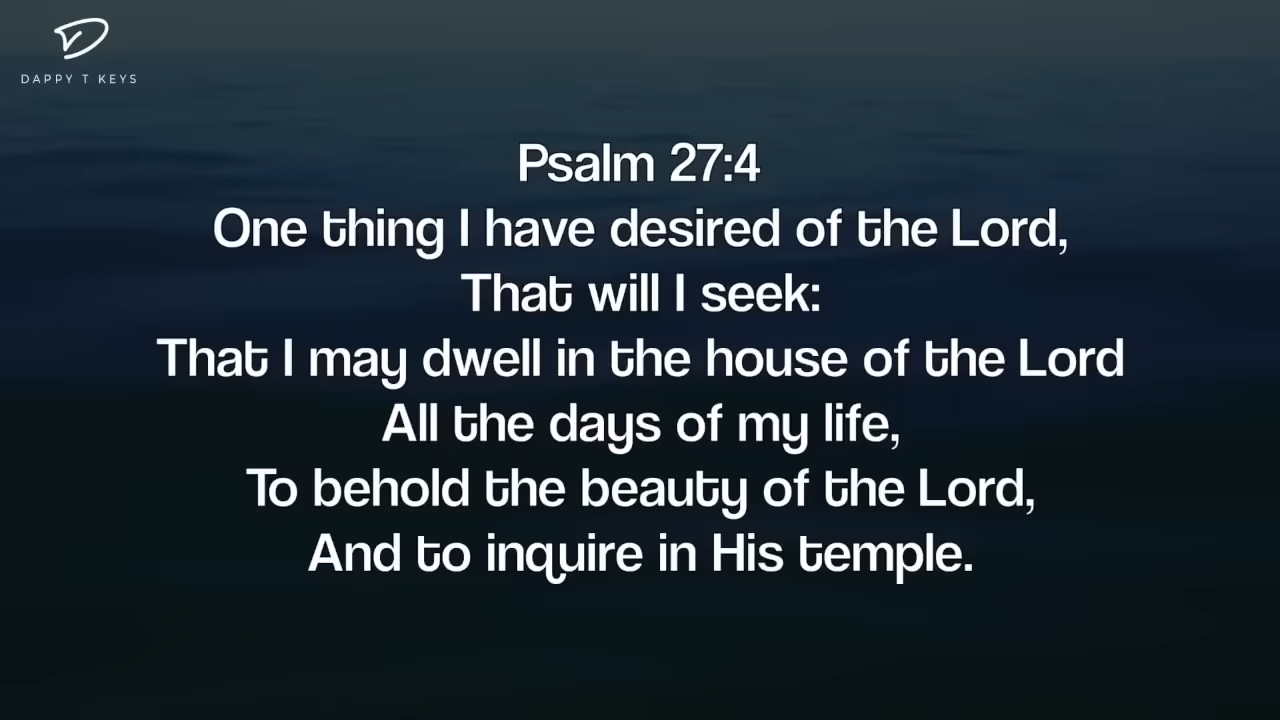 DAPPY T KEYS
Psalm 27:4
One thing I have desired of the Lord,
That will I seek:
That I may dwell in the house of the Lord
All the days of my life,
To behold the beauty of the Lord,
And to inquire in His temple.